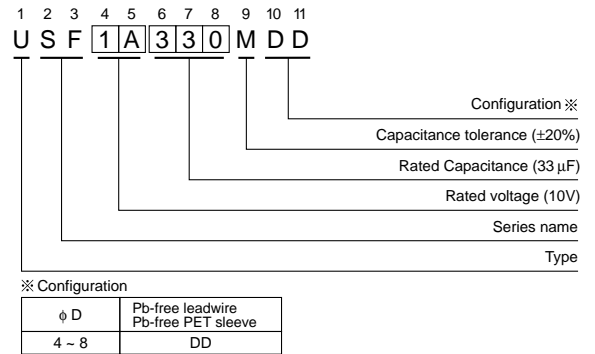 1 2 3 4 5 6 7 8 9 10 11
U S F 1 A 3 3 0 M D D
Configuration ※
Capacitance tolerance (±20%)
Rated Capacitance (33 μF)
Rated voltage (10V)
Series name
Type
※ Configuration
ϕ D
Pb-free leadwire
Pb-free PET sleeve
4 ~ 8
DD